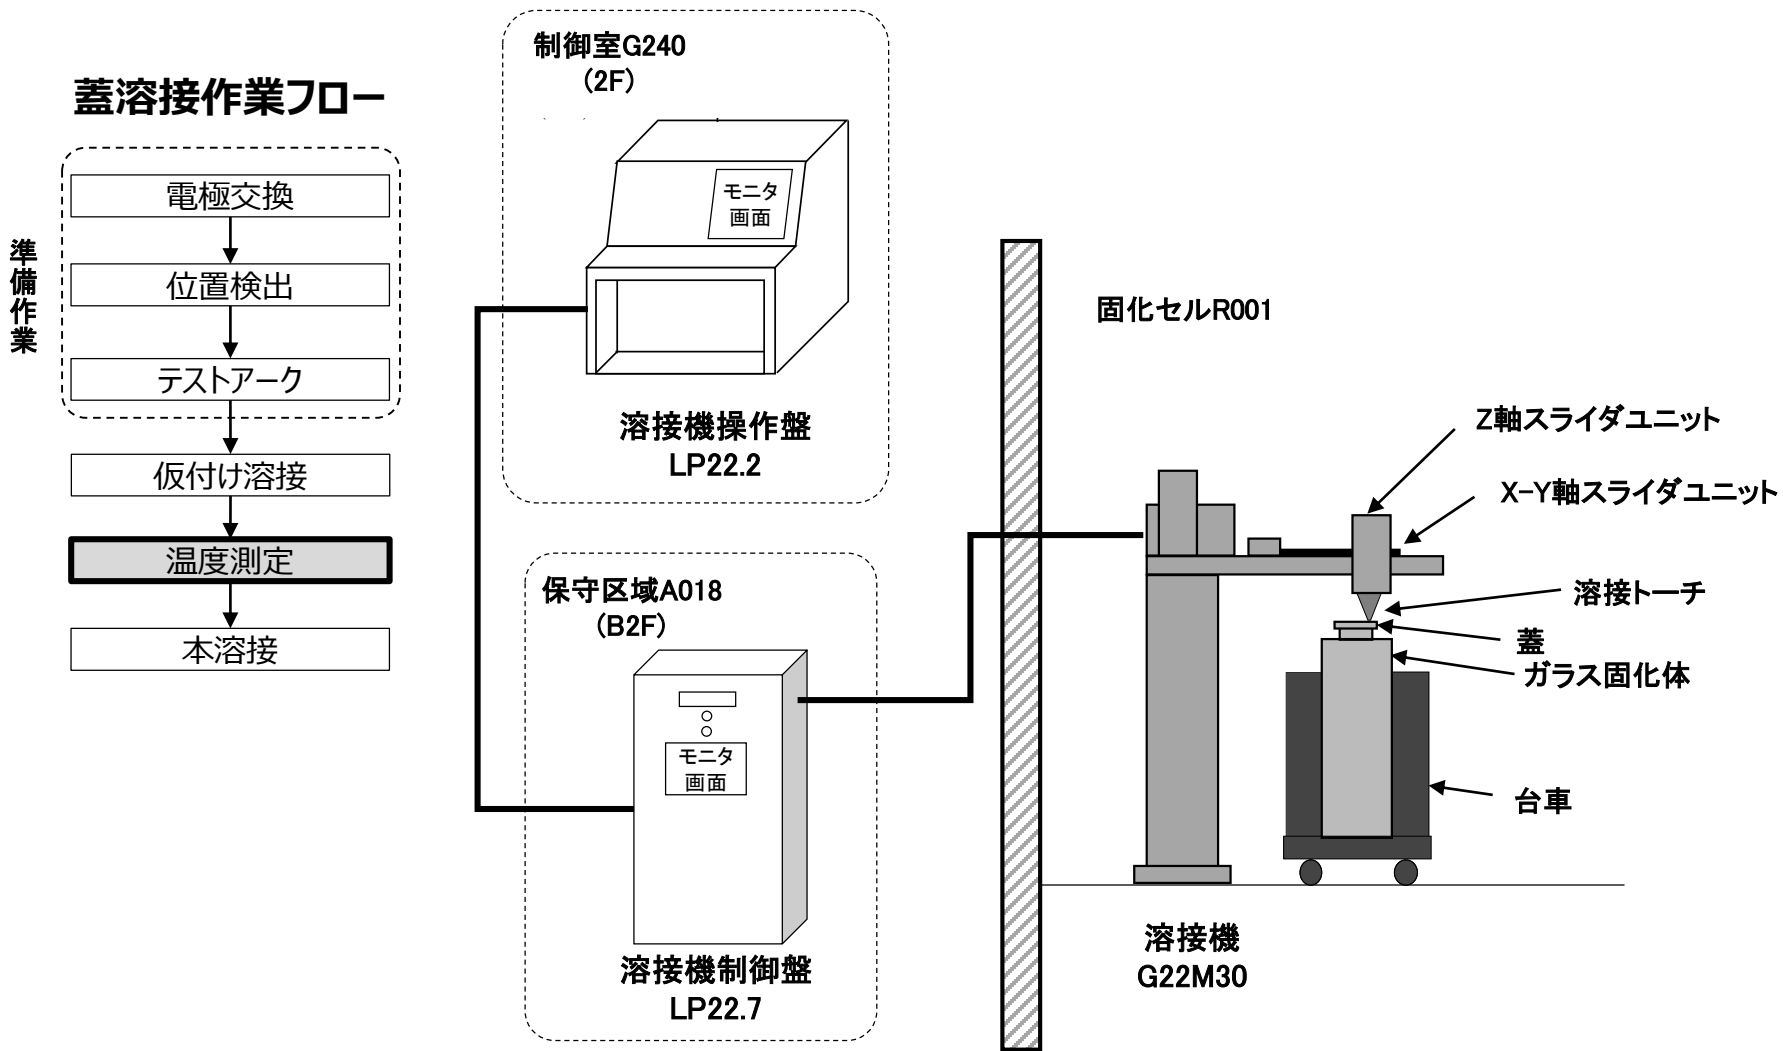 蓋溶接作業フロー
準備作業
電極交換
位置検出
テストアーク
仮付け溶接
温度測定
本溶接
制御室G240
(2F)
モニタ
画面
溶接機操作盤
LP22.2
保守区域A018
(B2F)
モニタ
画面
溶接機制御盤
LP22.7
固化セルR001
Z軸スライダユニット
X-Y軸スライダユニット
溶接トーチ
蓋
ガラス固化体
台車
溶接機
G22M30